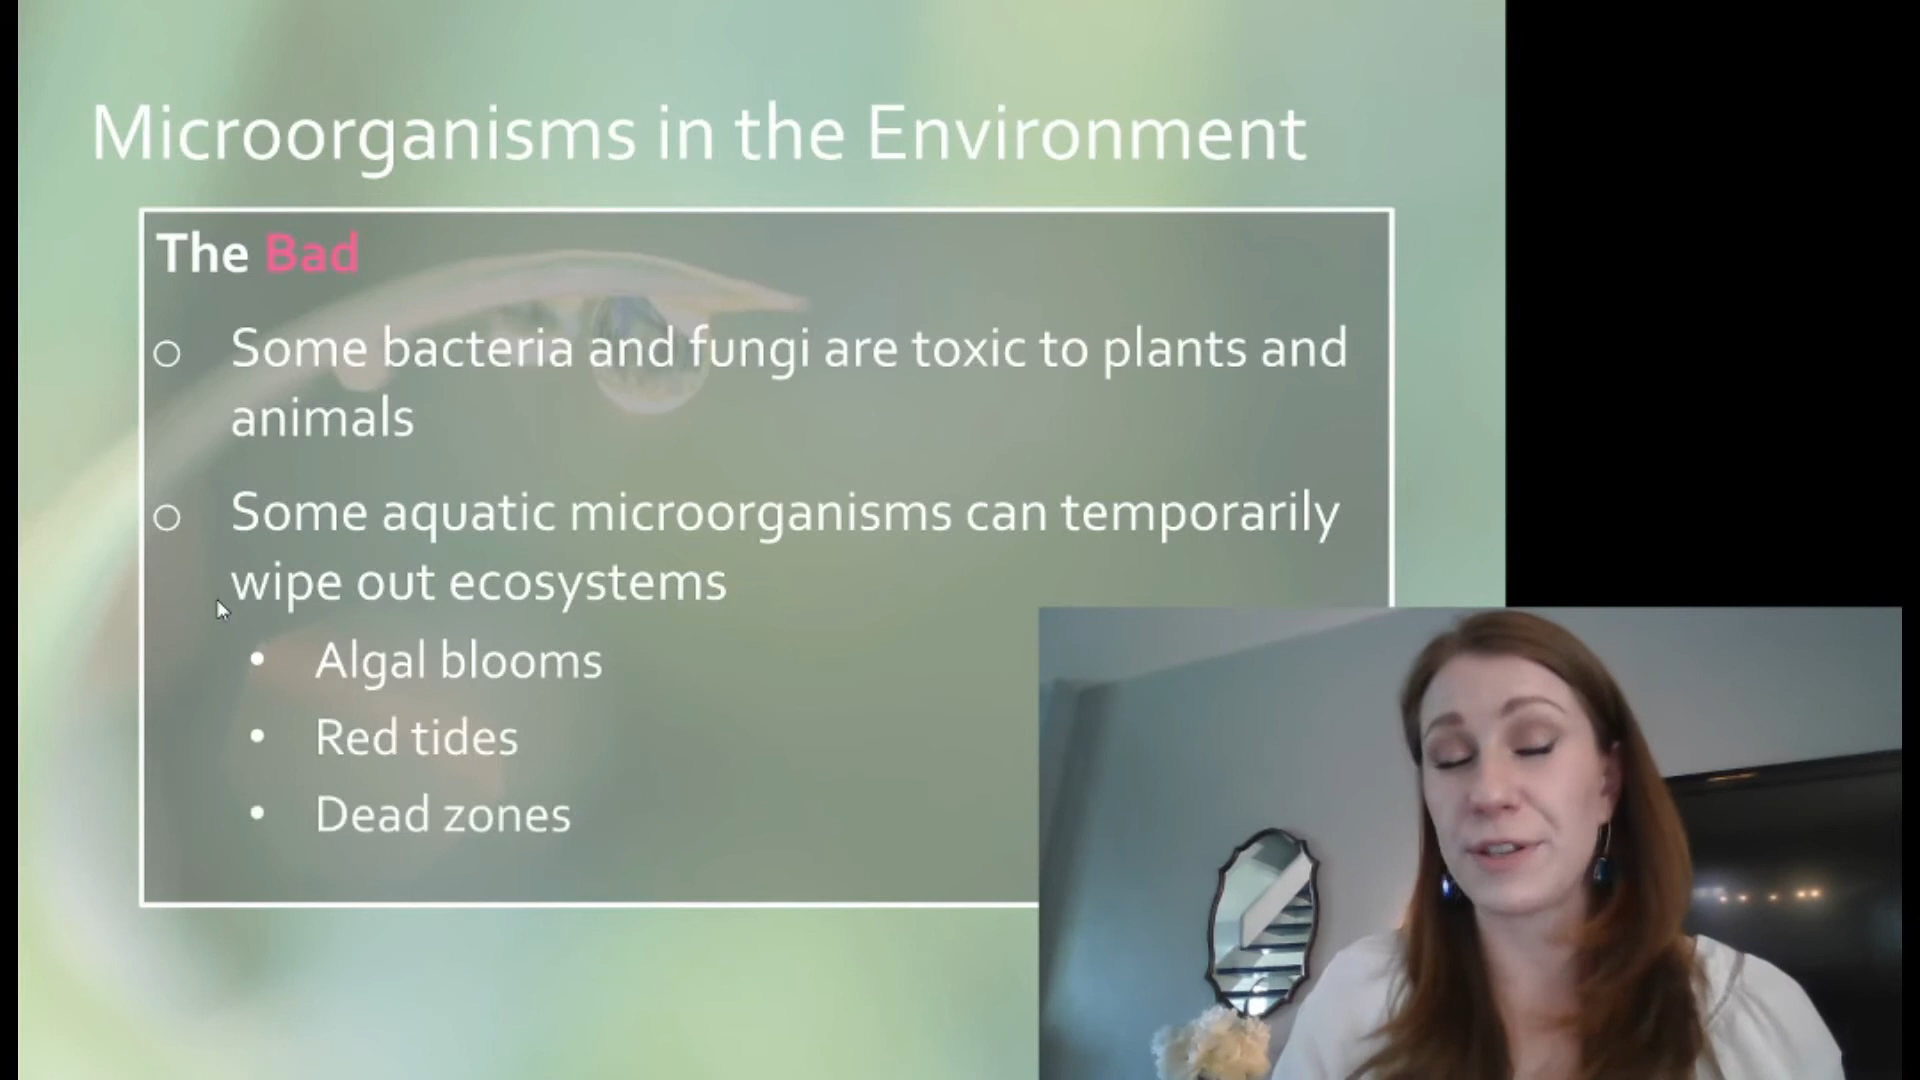 Microorganisms in the Environment
The Bad
o Some bacteria and fungi are toxic to plants and
animals
o Some aquatic microorganisms can temporarily
wipe out ecosystems
• Algal blooms
• Red tides
• Dead zones